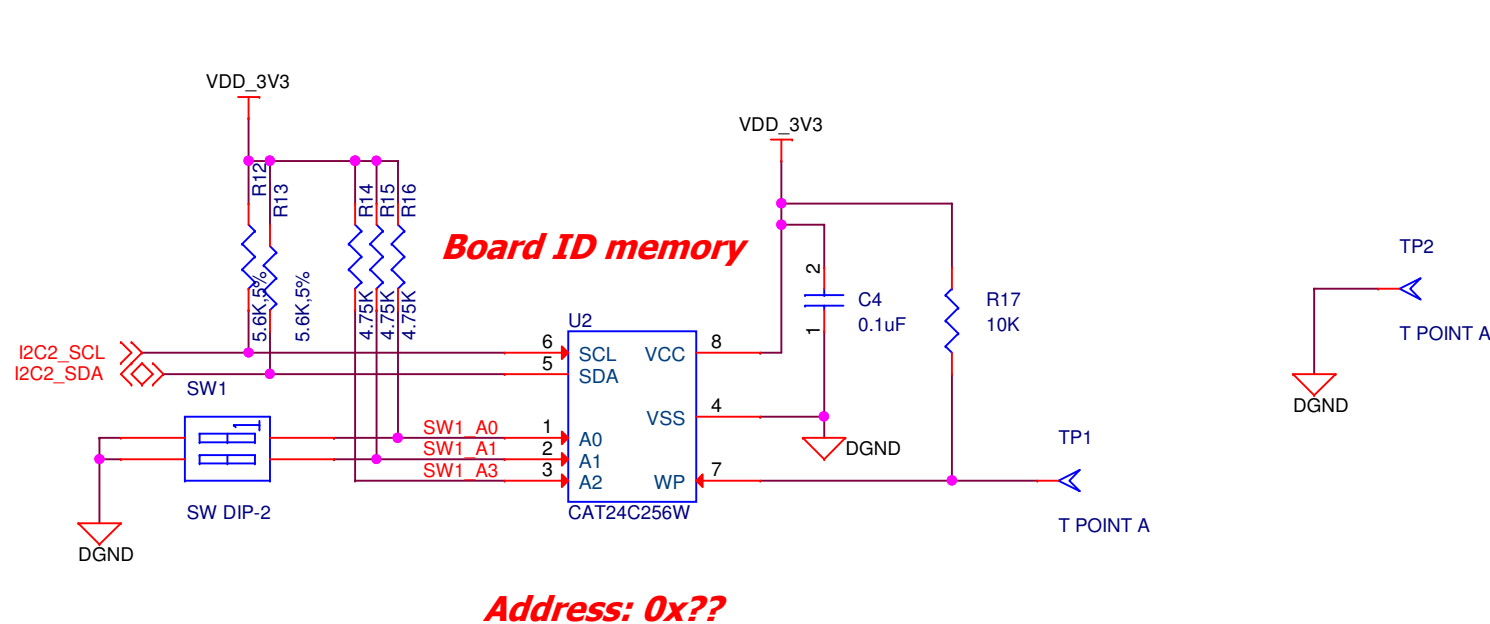 VDD_3V3
VDD_3V3
R12
R13
R14
R15
R16
Board ID memory
TP2
2
5.6K,5%
5.6K,5%
4.75K
4.75K
4.75K
C4
0.1uF
1
R17
10K
U2
T POINT A
I2C2_SCL
6
SCL
VCC
8
I2C2_SDA
5
SDA
SW1
DGND
4
VSS
1
SW1_A0
1
A0
TP1
SW1_A1
2
A1
DGND
SW1_A3
3
A2
WP
7
SW DIP-2
CAT24C256W
T POINT A
DGND
Address: 0x??